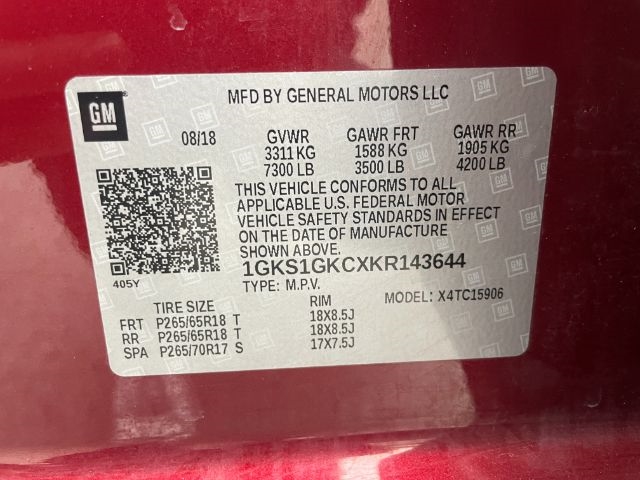 GM
MFD BY GENERAL MOTORS LLC
08/18 GVWR GAWR FRT GAWR RR
3311 KG 1588 KG 1905 KG
7300 LB 3500 LB 4200 LB
THIS VEHICLE CONFORMS TO ALL
APPLICABLE U.S. FEDERAL MOTOR
VEHICLE SAFETY STANDARDS IN EFFECT
ON THE DATE OF MANUFACTURE
SHOWN ABOVE.
405Y
1GKS1GKCXKR143644
TYPE: M.P.V. MODEL: X4TC15906
TIRE SIZE RIM
FRT P265/65R18 T 18X8.5J
RR P265/65R18 T 18X8.5J
SPA P265/70R17 S 17X7.5J